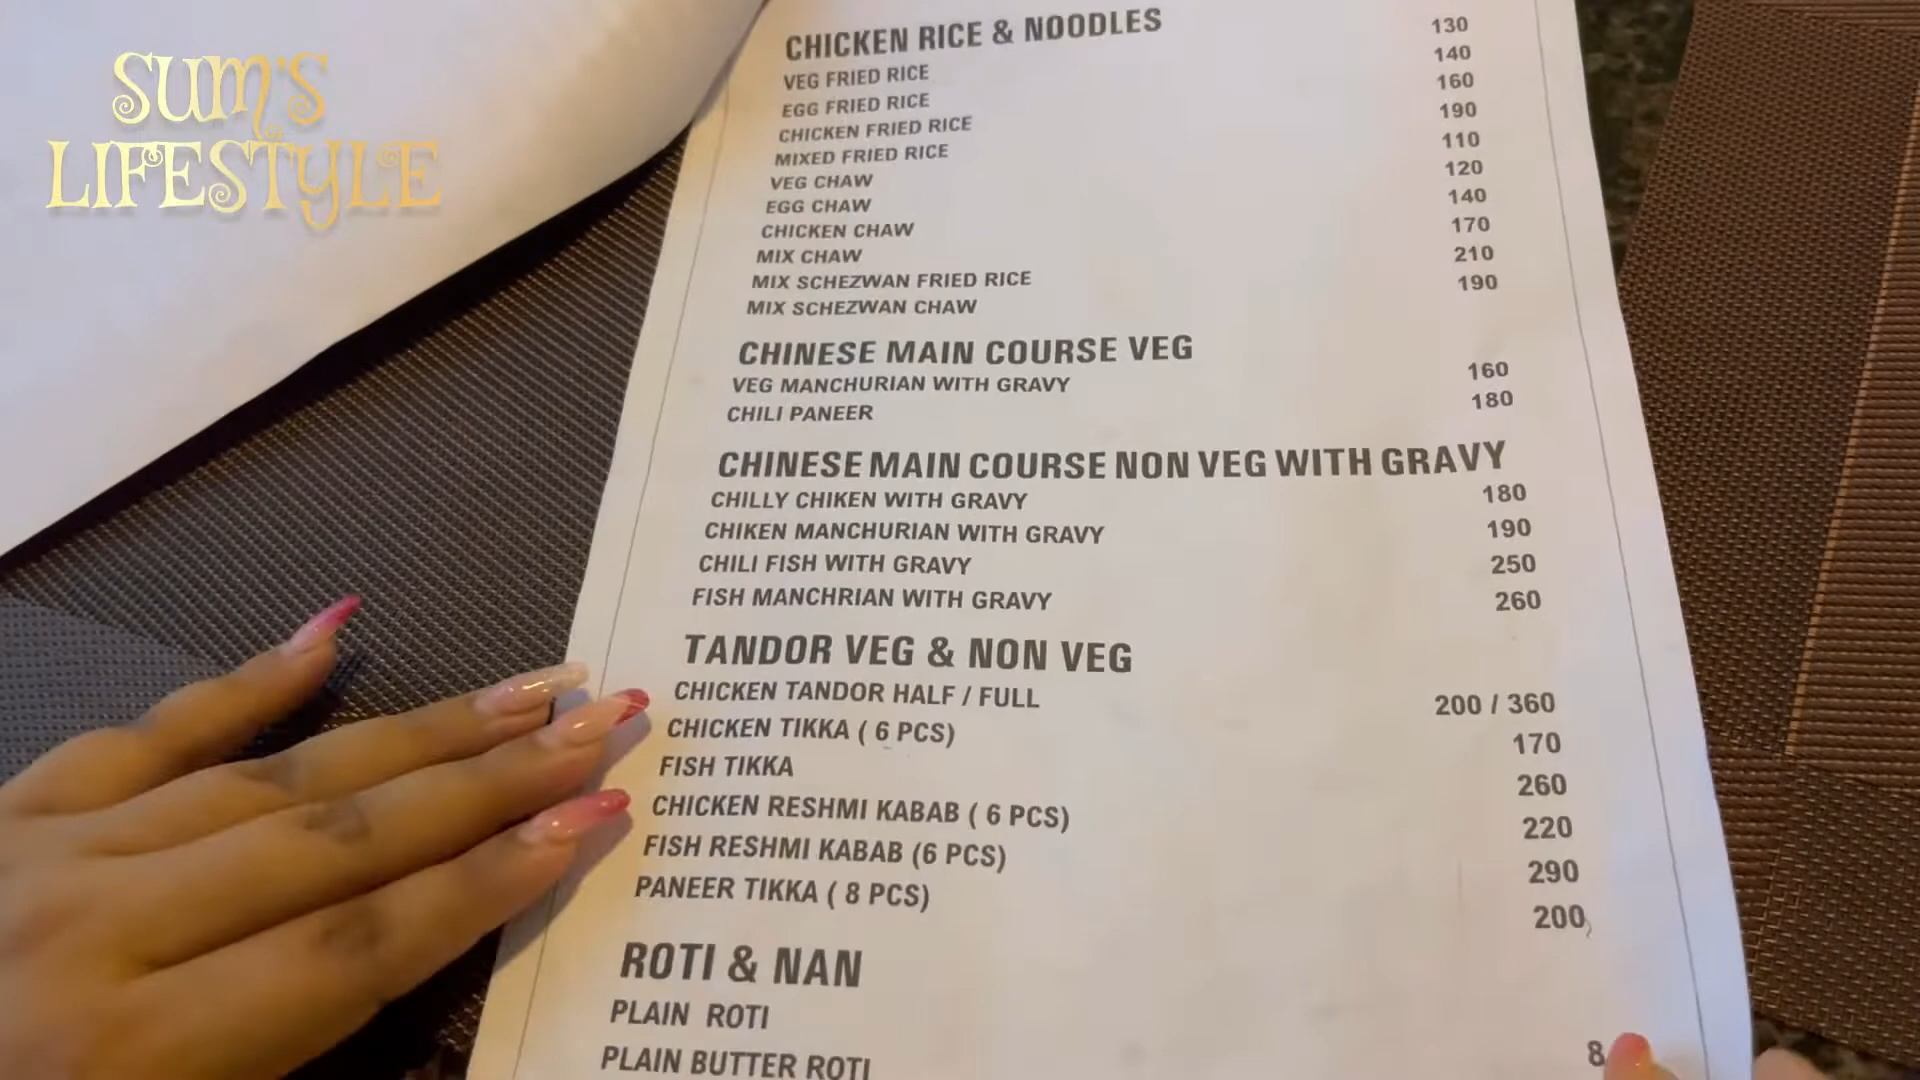 SUM'S
LIFESTYLE
CHICKEN RICE & NOODLES
VEG FRIED RICE 130
EGG FRIED RICE 140
CHICKEN FRIED RICE 160
MIXED FRIED RICE 190
VEG CHAW 110
EGG CHAW 120
CHICKEN CHAW 140
MIX CHAW 170
MIX SCHEZWAN FRIED RICE 210
MIX SCHEZWAN CHAW 190
CHINESE MAIN COURSE VEG
VEG MANCHURIAN WITH GRAVY 160
CHILI PANEER 180
CHINESE MAIN COURSE NON VEG WITH GRAVY
CHILLY CHIKEN WITH GRAVY 180
CHIKEN MANCHURIAN WITH GRAVY 190
CHILI FISH WITH GRAVY 250
FISH MANCHRIAN WITH GRAVY 260
TANDOR VEG & NON VEG
CHICKEN TANDOR HALF / FULL 200 / 360
CHICKEN TIKKA ( 6 PCS) 170
FISH TIKKA 260
CHICKEN RESHMI KABAB ( 6 PCS) 220
FISH RESHMI KABAB (6 PCS) 290
PANEER TIKKA ( 8 PCS) 200
ROTI & NAN
PLAIN ROTI 8
PLAIN BUTTER ROTI